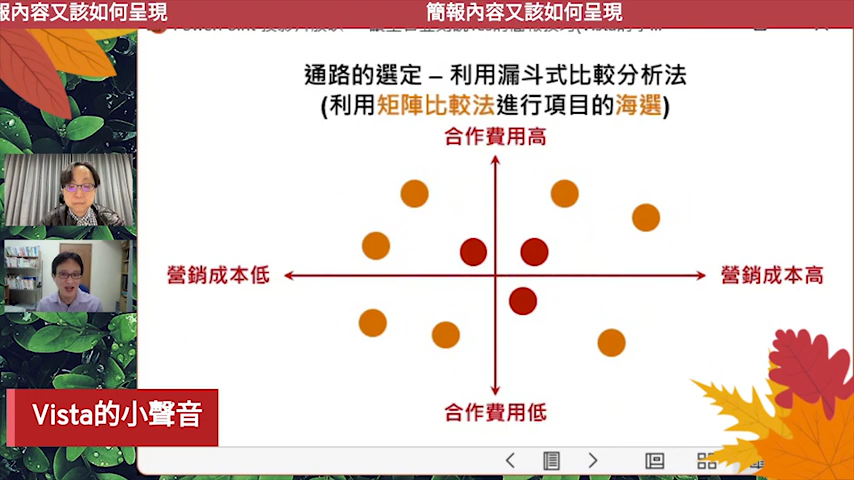 報內容又該如何呈現
簡報內容又該如何呈現
通路的選定 – 利用漏斗式比較分析法
(利用矩陣比較法進行項目的海選)
合作費用高
營銷成本低
營銷成本高
合作費用低
Vista的小聲音